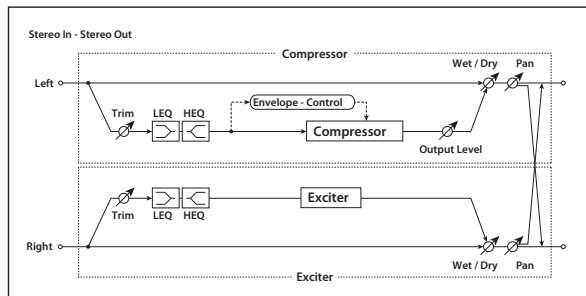 Stereo In - Stereo Out
Compressor
Wet / Dry
Pan
Left
Trim
LEQ
HEQ
Envelope - Control
Compressor
Output Level
Trim
LEQ
HEQ
Exciter
Right
Wet / Dry
Pan
Exciter